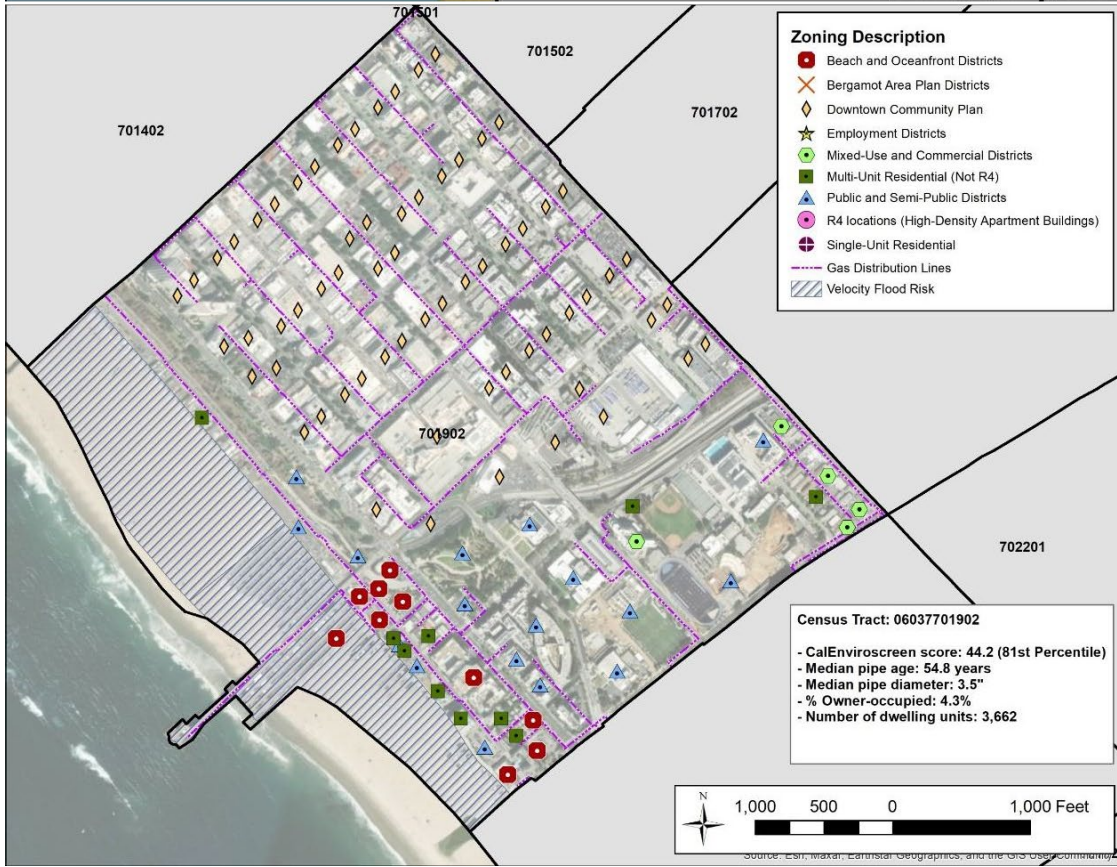 701501
701502
701402
701702
701902
702201
Zoning Description
Beach and Oceanfront Districts
Bergamot Area Plan Districts
Downtown Community Plan
Employment Districts
Mixed-Use and Commercial Districts
Multi-Unit Residential (Not R4)
Public and Semi-Public Districts
R4 locations (High-Density Apartment Buildings)
Single-Unit Residential
Gas Distribution Lines
Velocity Flood Risk
Census Tract: 06037701902
- CalEnviroscreen score: 44.2 (81st Percentile)
- Median pipe age: 54.8 years
- Median pipe diameter: 3.5"
- % Owner-occupied: 4.3%
- Number of dwelling units: 3,662
N
1,000 500 0 1,000 Feet
Source: Esri, Maxar, Earthstar Geographics, and the GIS User Community